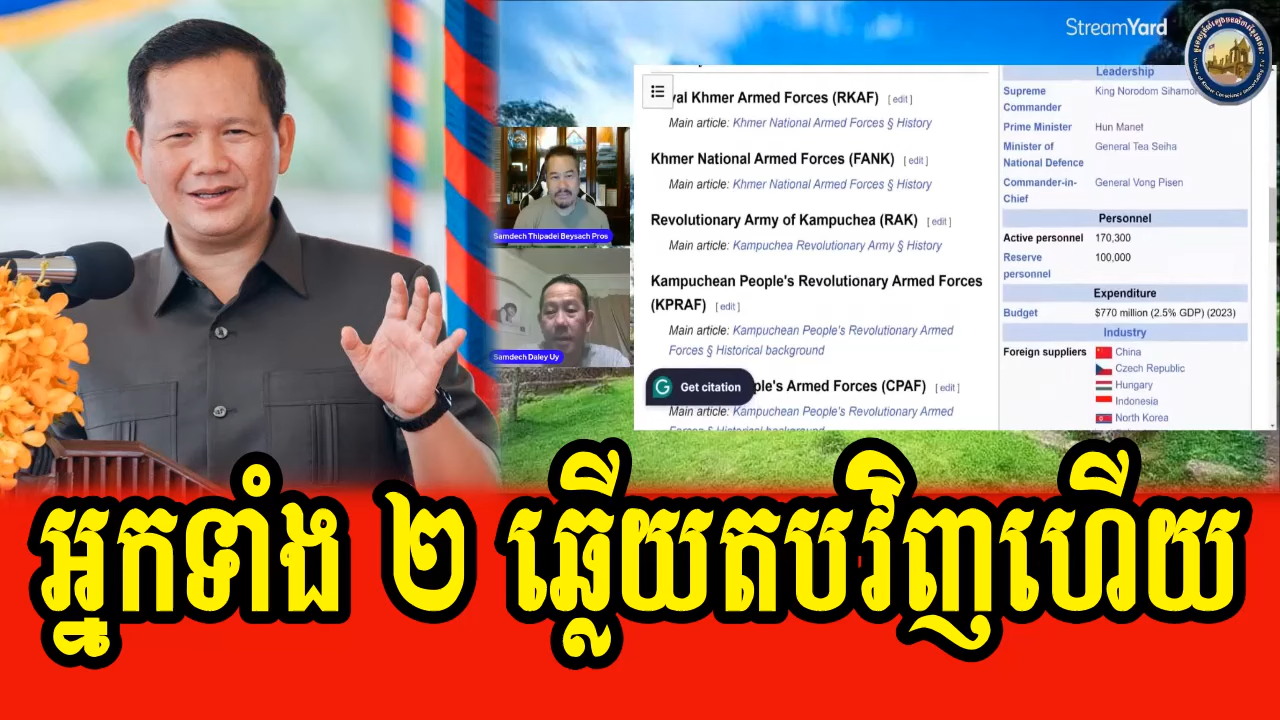 StreamYard
Royal Khmer Armed Forces (RKAF) [ edit ]
Main article: Khmer National Armed Forces § History
Khmer National Armed Forces (FANK) [ edit ]
Main article: Khmer National Armed Forces § History
Revolutionary Army of Kampuchea (RAK) [ edit ]
Main article: Kampuchea Revolutionary Army § History
Kampuchean People's Revolutionary Armed Forces
(KPRAF) [ edit ]
Main article: Kampuchean People's Revolutionary Armed
Forces § Historical background
Get citation
ple's Armed Forces (CPAF) [ edit ]
Main article: Kampuchean People's Revolutionary Armed
Forces § Historical background
Leadership
Supreme Commander King Norodom Sihamo
Prime Minister Hun Manet
Minister of National Defence General Tea Seiha
Commander-in-Chief General Vong Pisen
Personnel
Active personnel 170,300
Reserve personnel 100,000
Expenditure
Budget $770 million (2.5% GDP) (2023)
Industry
Foreign suppliers China
Czech Republic
Hungary
Indonesia
North Korea
Samdech Thipadei Beysach Pros
Samdech Daley Uy
អ្នកទាំង ២ ឆ្លើយតបវិញហើយ